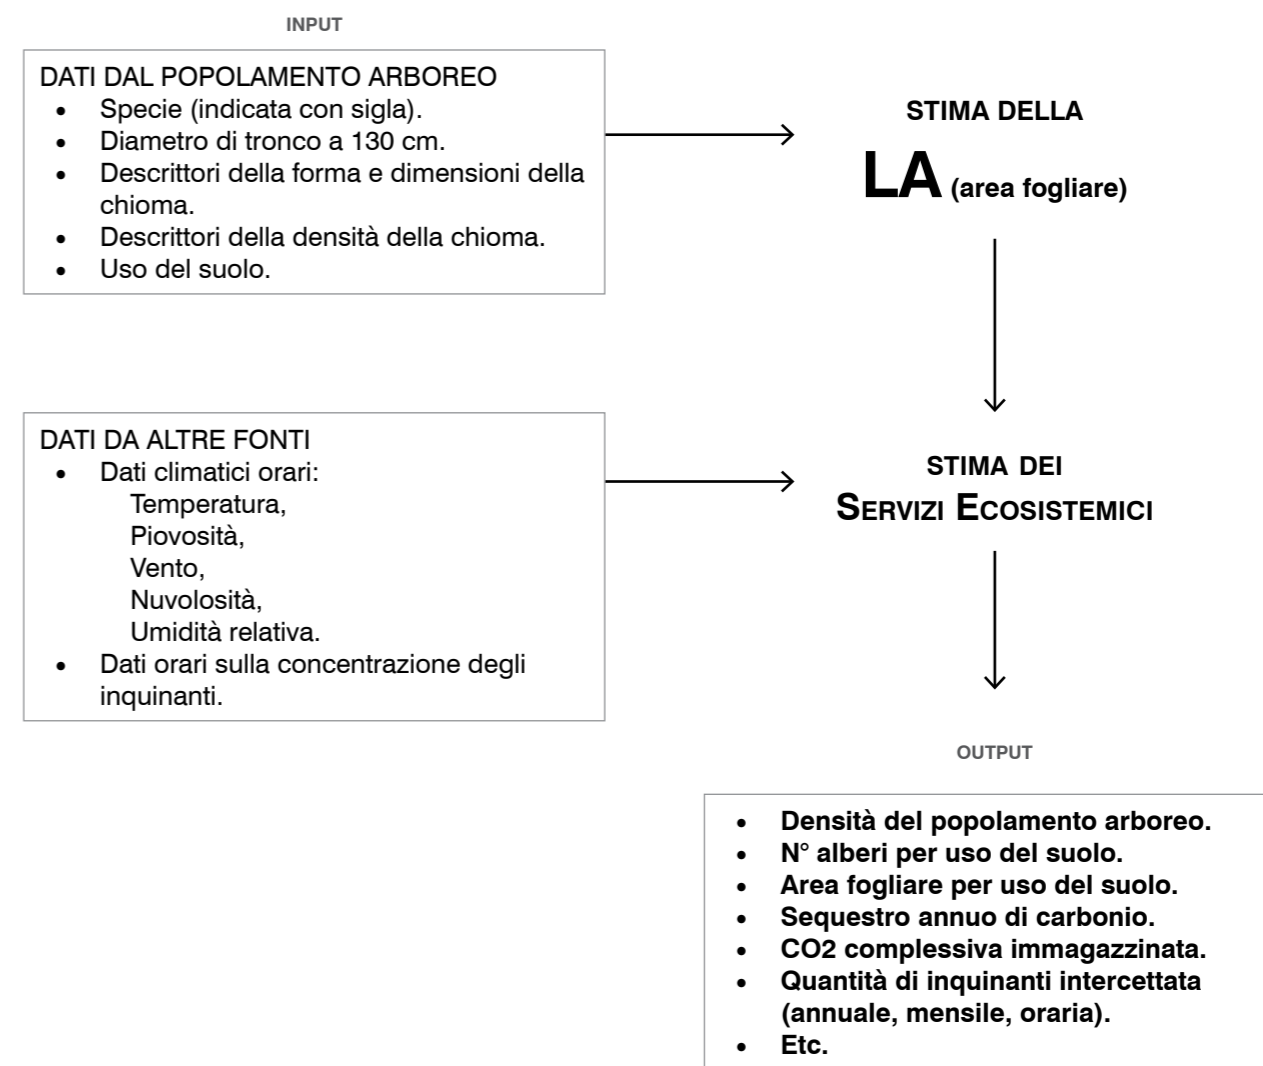 INPUT
DATI DAL POPOLAMENTO ARBOREO
• Specie (indicata con sigla).
• Diametro di tronco a 130 cm.
• Descrittori della forma e dimensioni della
chioma.
• Descrittori della densità della chioma.
• Uso del suolo.
STIMA DELLA
LA (area fogliare)
DATI DA ALTRE FONTI
• Dati climatici orari:
Temperatura,
Piovosità,
Vento,
Nuvolosità,
Umidità relativa.
• Dati orari sulla concentrazione degli
inquinanti.
STIMA DEI
SERVIZI ECOSISTEMICI
OUTPUT
• Densità del popolamento arboreo.
• N° alberi per uso del suolo.
• Area fogliare per uso del suolo.
• Sequestro annuo di carbonio.
• CO2 complessiva immagazzinata.
• Quantità di inquinanti intercettata
(annuale, mensile, oraria).
• Etc.